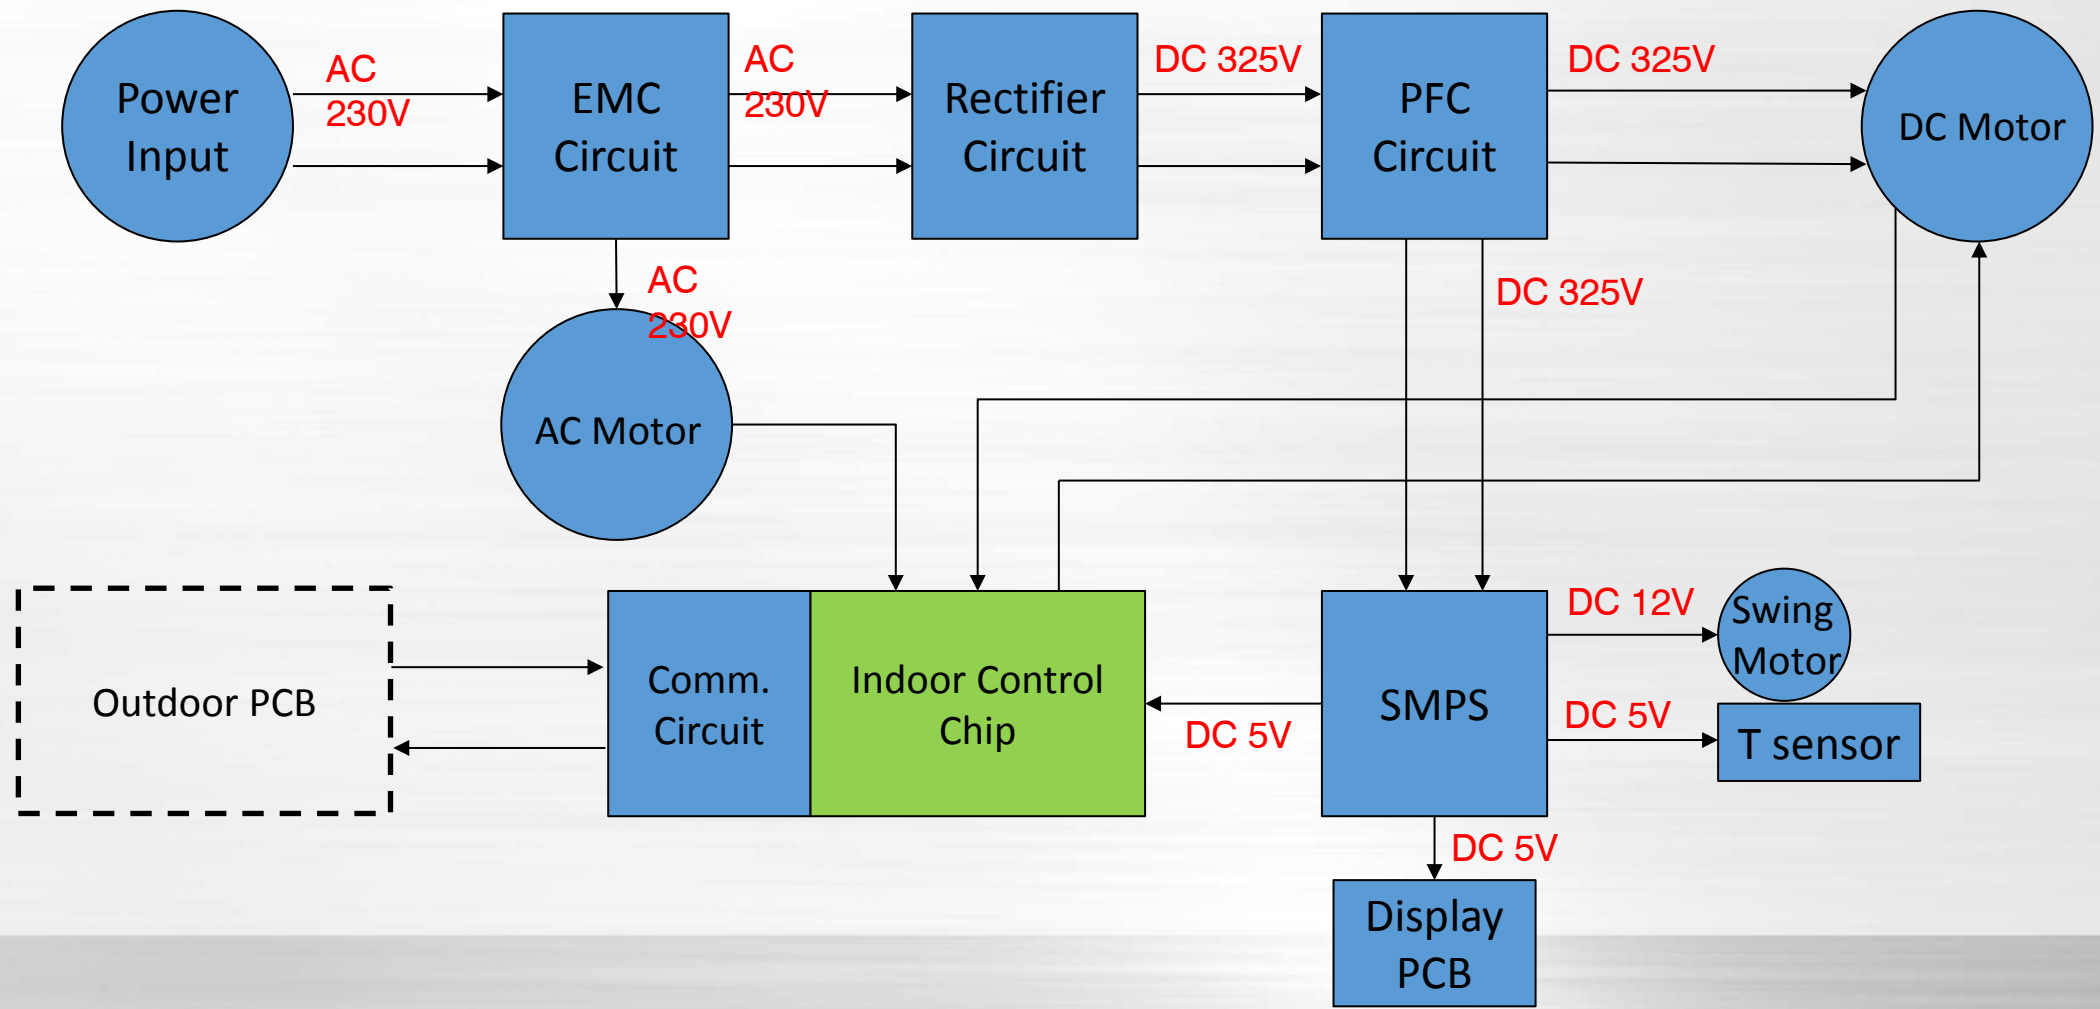 Power
Input
AC
230V
EMC
Circuit
AC
230V
Rectifier
Circuit
DC 325V
PFC
Circuit
DC 325V
DC Motor
AC
230V
DC 325V
AC Motor
Outdoor PCB
Comm.
Circuit
Indoor Control
Chip
DC 5V
SMPS
DC 12V
Swing
Motor
DC 5V
T sensor
DC 5V
Display
PCB